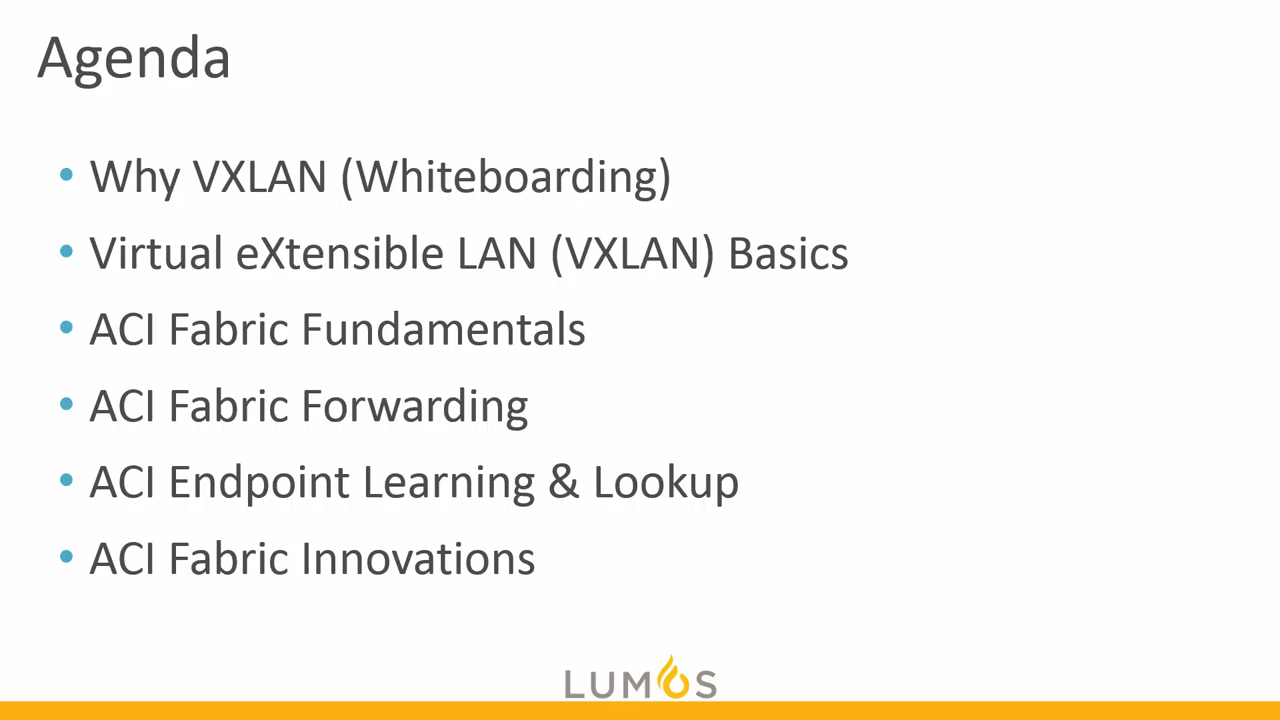 Agenda
• Why VXLAN (Whiteboarding)
• Virtual eXtensible LAN (VXLAN) Basics
• ACI Fabric Fundamentals
• ACI Fabric Forwarding
• ACI Endpoint Learning & Lookup
• ACI Fabric Innovations
LUMOS